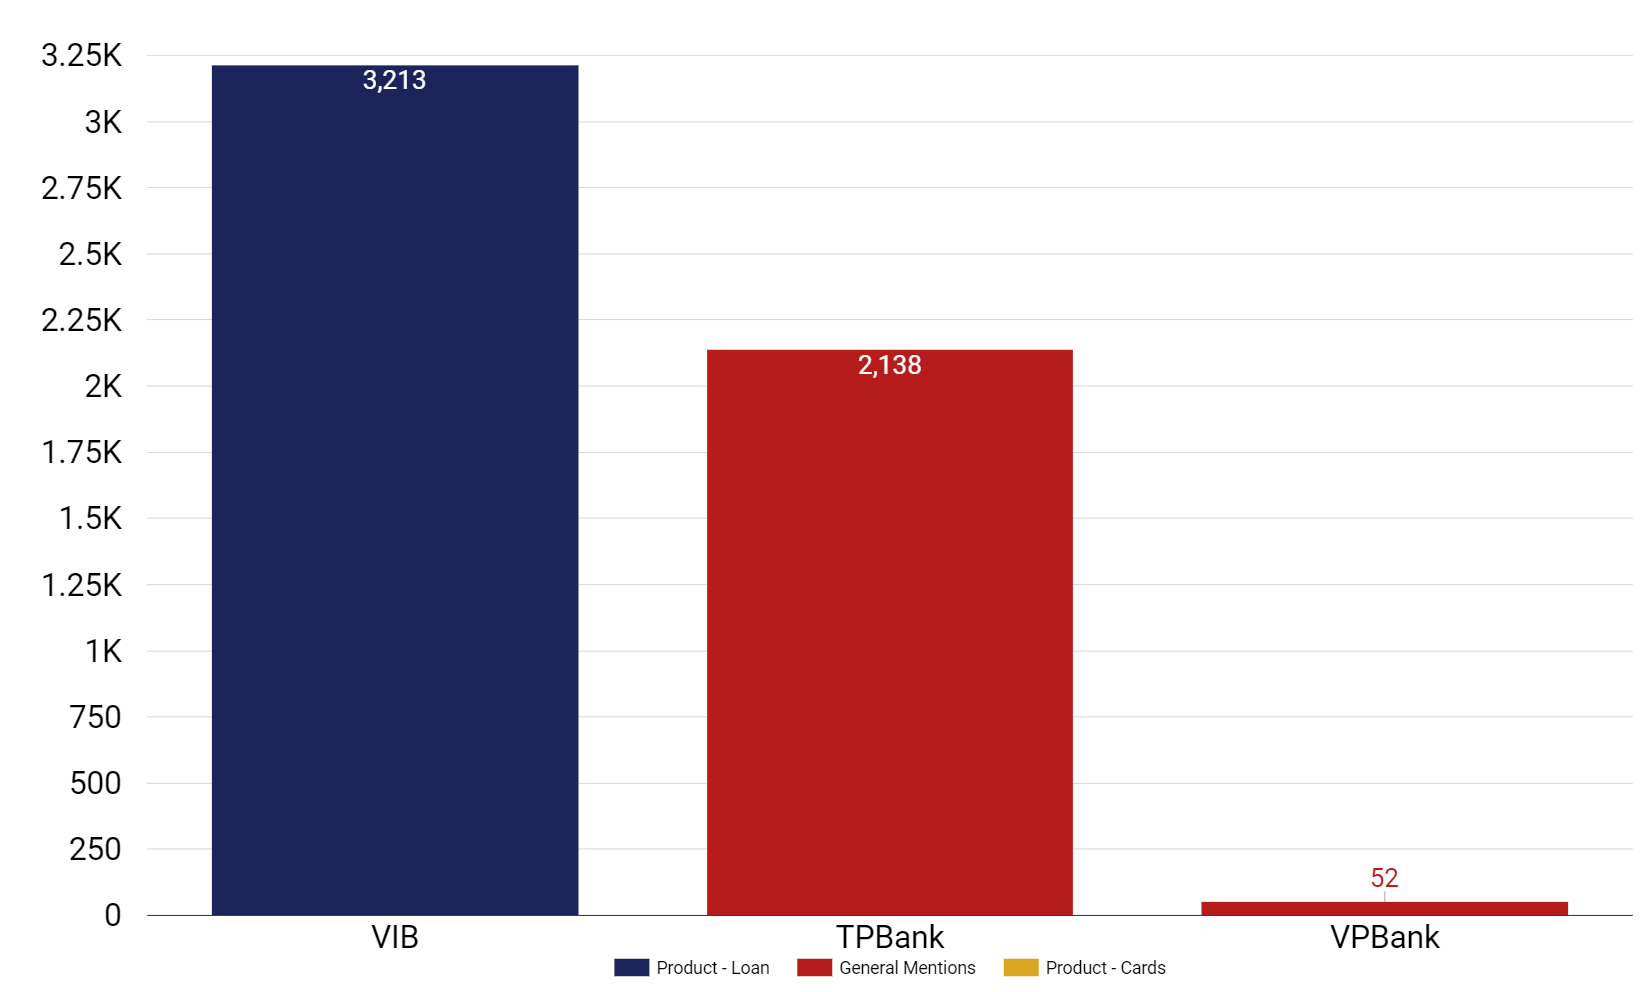 3.25K
3,213
3K
2.75K
2.5K
2.25K
2,138
2K
1.75K
1.5K
1.25K
1K
750
500
250
52
0
VIB TPBank VPBank
Product - Loan General Mentions Product - Cards